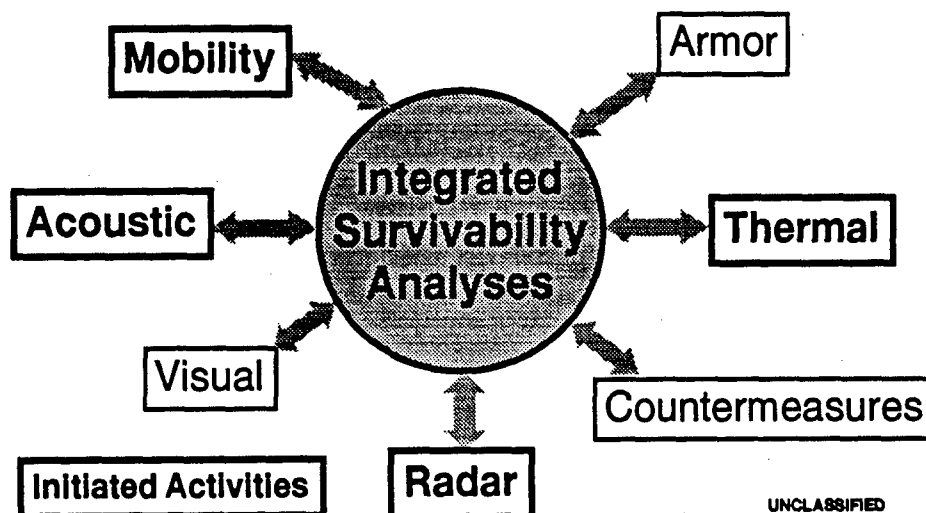 Mobility
Armor
Integrated
Survivability
Analyses
Acoustic
Thermal
Visual
Countermeasures
Radar
Initiated Activities
UNCLASSIFIED